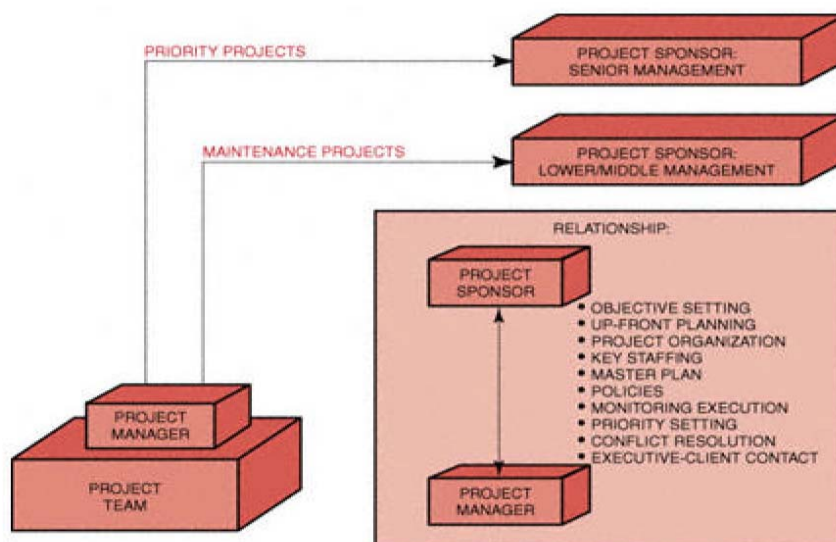 PRIORITY PROJECTS
PROJECT SPONSOR:
SENIOR MANAGEMENT
MAINTENANCE PROJECTS
PROJECT SPONSOR:
LOWER/MIDDLE MANAGEMENT
RELATIONSHIP:
PROJECT
SPONSOR
• OBJECTIVE SETTING
• UP-FRONT PLANNING
• PROJECT ORGANIZATION
• KEY STAFFING
• MASTER PLAN
• POLICIES
• MONITORING EXECUTION
• PRIORITY SETTING
• CONFLICT RESOLUTION
• EXECUTIVE-CLIENT CONTACT
PROJECT
MANAGER
PROJECT
MANAGER
PROJECT
TEAM